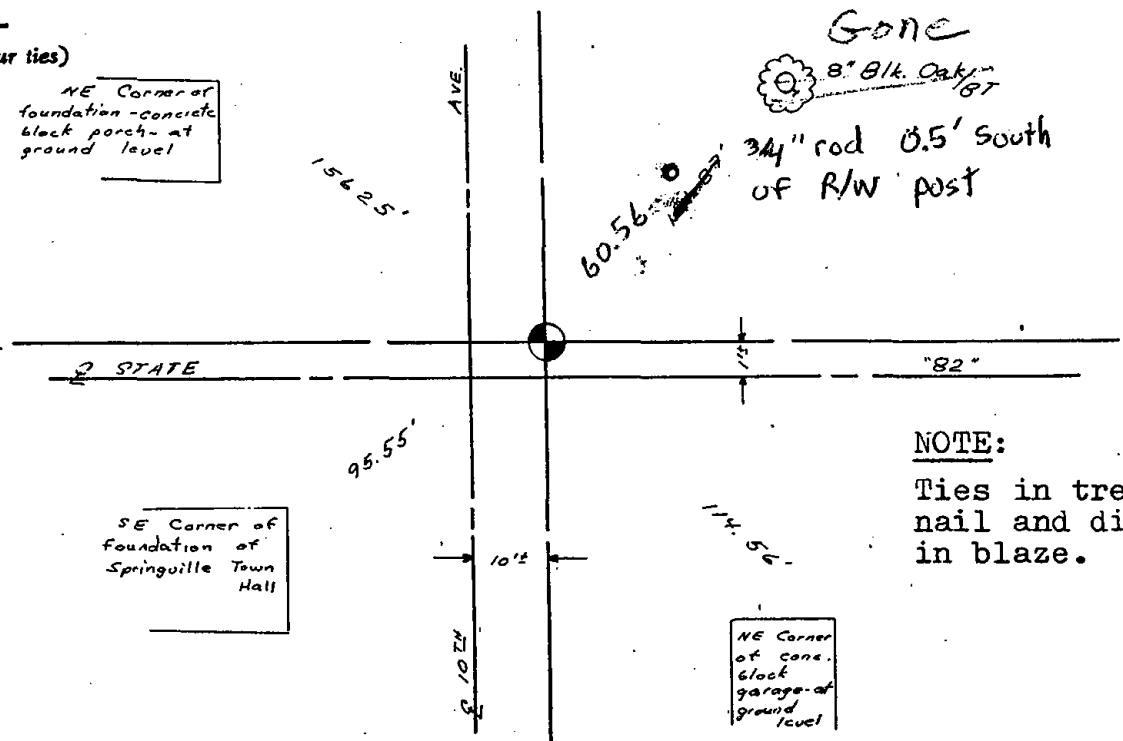 ur ties)
NE Corner of
foundation-concrete
block porch-at
ground level
156.25'
AVE.
Gone
8" Blk. Oak
BT
3/4" rod 0.5' South
of R/W post
60.56
℄ STATE
1'±
"82"
95.55'
SE Corner of
foundation of
Springville Town
Hall
10'±
℄ 10TH
114.56'
NE Corner
of conc.
block
garage-at
ground
level
NOTE:
Ties in tre
nail and di
in blaze.